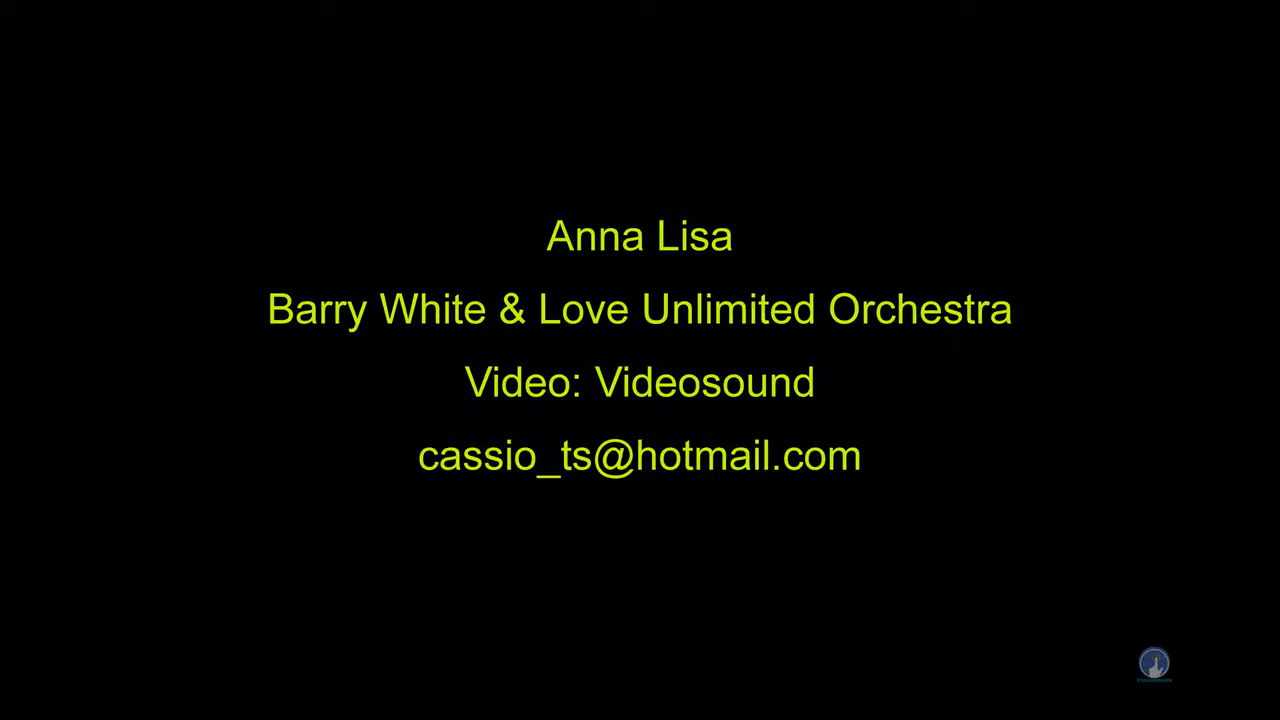 Anna Lisa
Barry White & Love Unlimited Orchestra
Video: Videosound
cassio_ts@hotmail.com